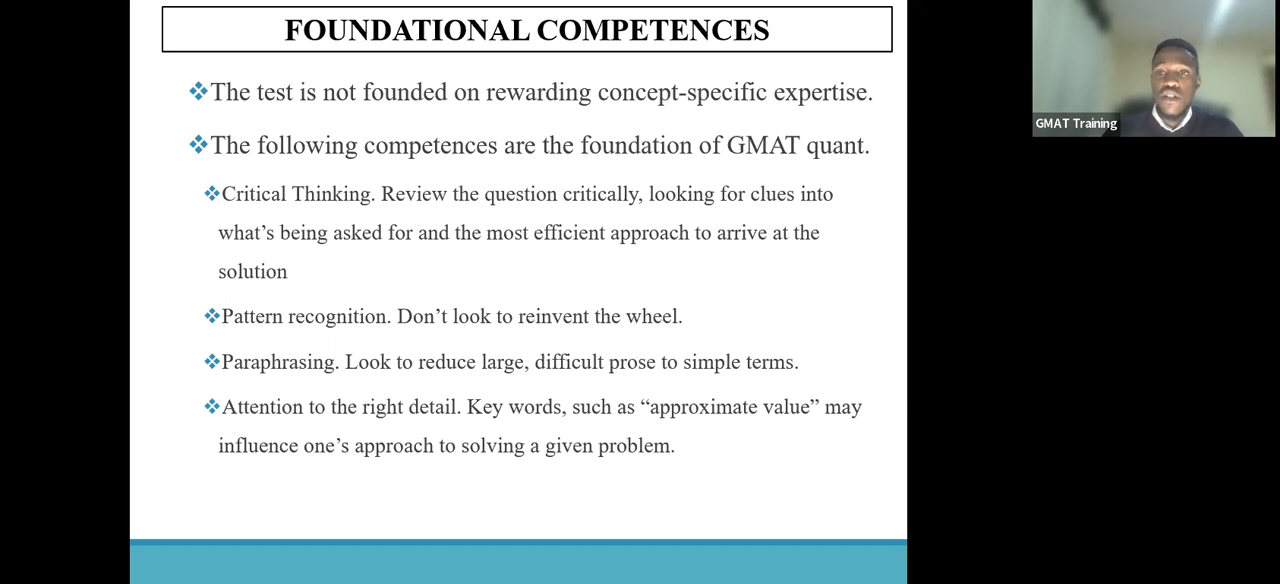 FOUNDATIONAL COMPETENCES
❖The test is not founded on rewarding concept-specific expertise.
❖The following competences are the foundation of GMAT quant.
❖Critical Thinking. Review the question critically, looking for clues into
what’s being asked for and the most efficient approach to arrive at the
solution
❖Pattern recognition. Don’t look to reinvent the wheel.
❖Paraphrasing. Look to reduce large, difficult prose to simple terms.
❖Attention to the right detail. Key words, such as “approximate value” may
influence one’s approach to solving a given problem.
GMAT Training